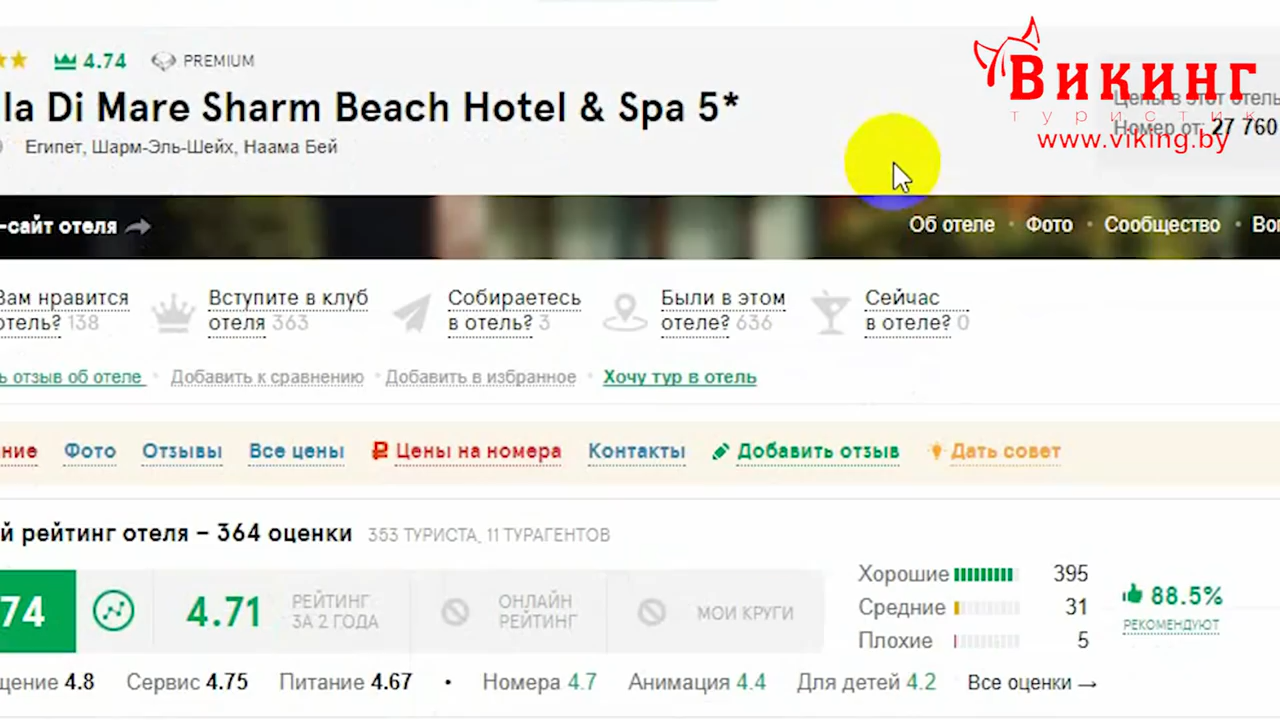 4.74 PREMIUM
la Di Mare Sharm Beach Hotel & Spa 5*
Египет, Шарм-Эль-Шейх, Наама Бей
Викинг
туристик
www.viking.by
Цены в этот отель
Номер от: 27 760
-сайт отеля
Об отеле • Фото • Сообщество • Воп
Вам нравится
отель? 138
Вступите в клуб
отеля 363
Собираетесь
в отель? 3
Были в этом
отеле? 636
Сейчас
в отеле? 0
ь отзыв об отеле • Добавить к сравнению • Добавить в избранное • Хочу тур в отель
ние Фото Отзывы Все цены Цены на номера Контакты Добавить отзыв Дать совет
й рейтинг отеля – 364 оценки 353 ТУРИСТА, 11 ТУРАГЕНТОВ
74
4.71
РЕЙТИНГ
ЗА 2 ГОДА
ОНЛАЙН
РЕЙТИНГ
МОИ КРУГИ
Хорошие 395
Средние 31
Плохие 5
88.5%
РЕКОМЕНДУЮТ
щение 4.8 Сервис 4.75 Питание 4.67 • Номера 4.7 Анимация 4.4 Для детей 4.2 Все оценки →